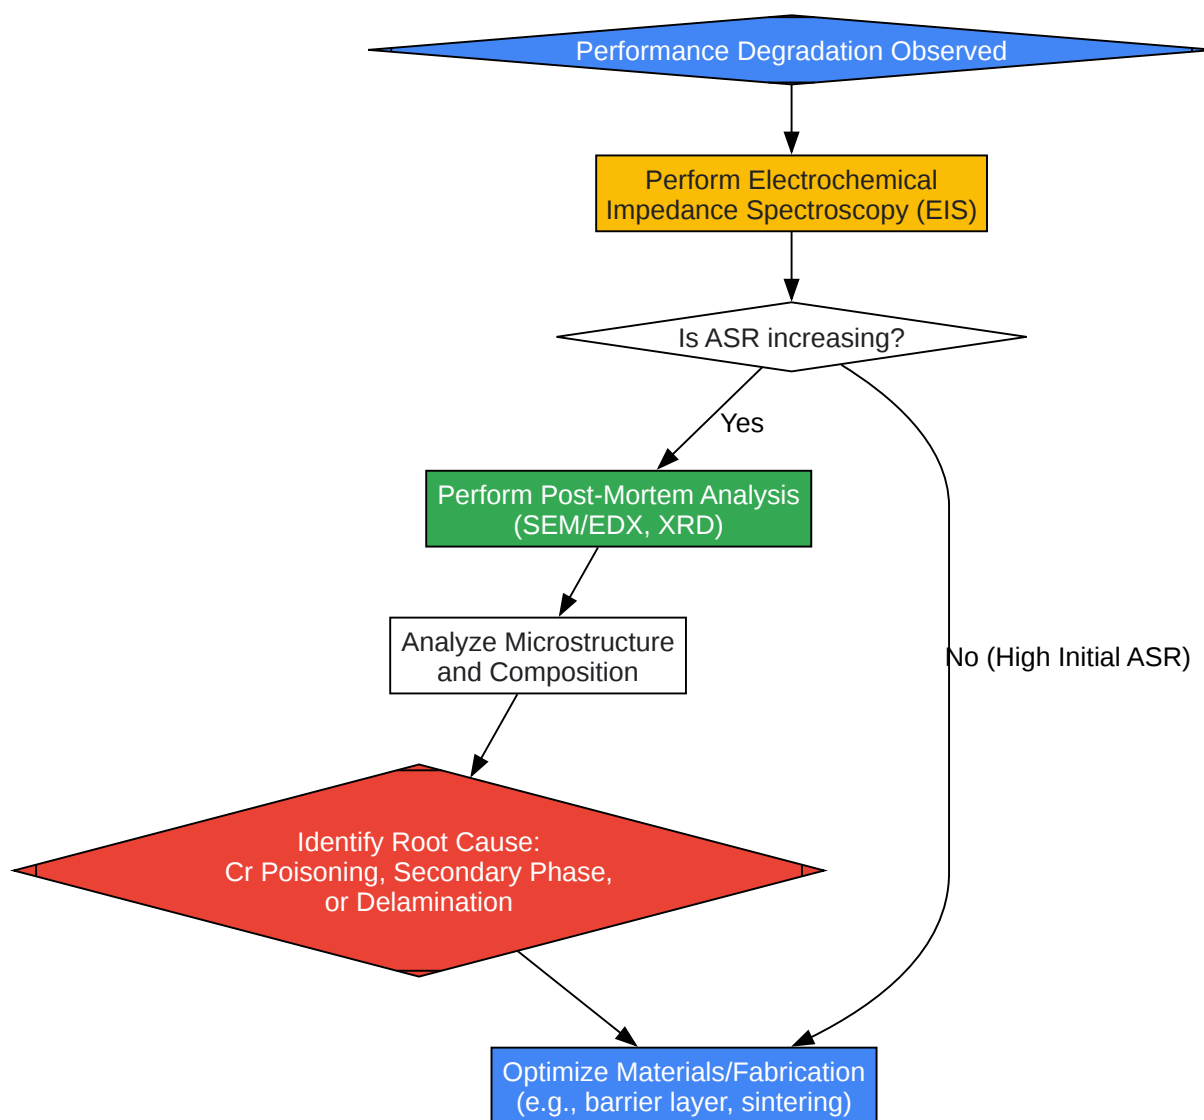 Performance Degradation Observed
Perform Electrochemical
Impedance Spectroscopy (EIS)
Is ASR increasing?
Yes
Perform Post-Mortem Analysis
(SEM/EDX, XRD)
Analyze Microstructure
and Composition
No (High Initial ASR)
Identify Root Cause:
Cr Poisoning, Secondary Phase,
or Delamination
Optimize Materials/Fabrication
(e.g., barrier layer, sintering)